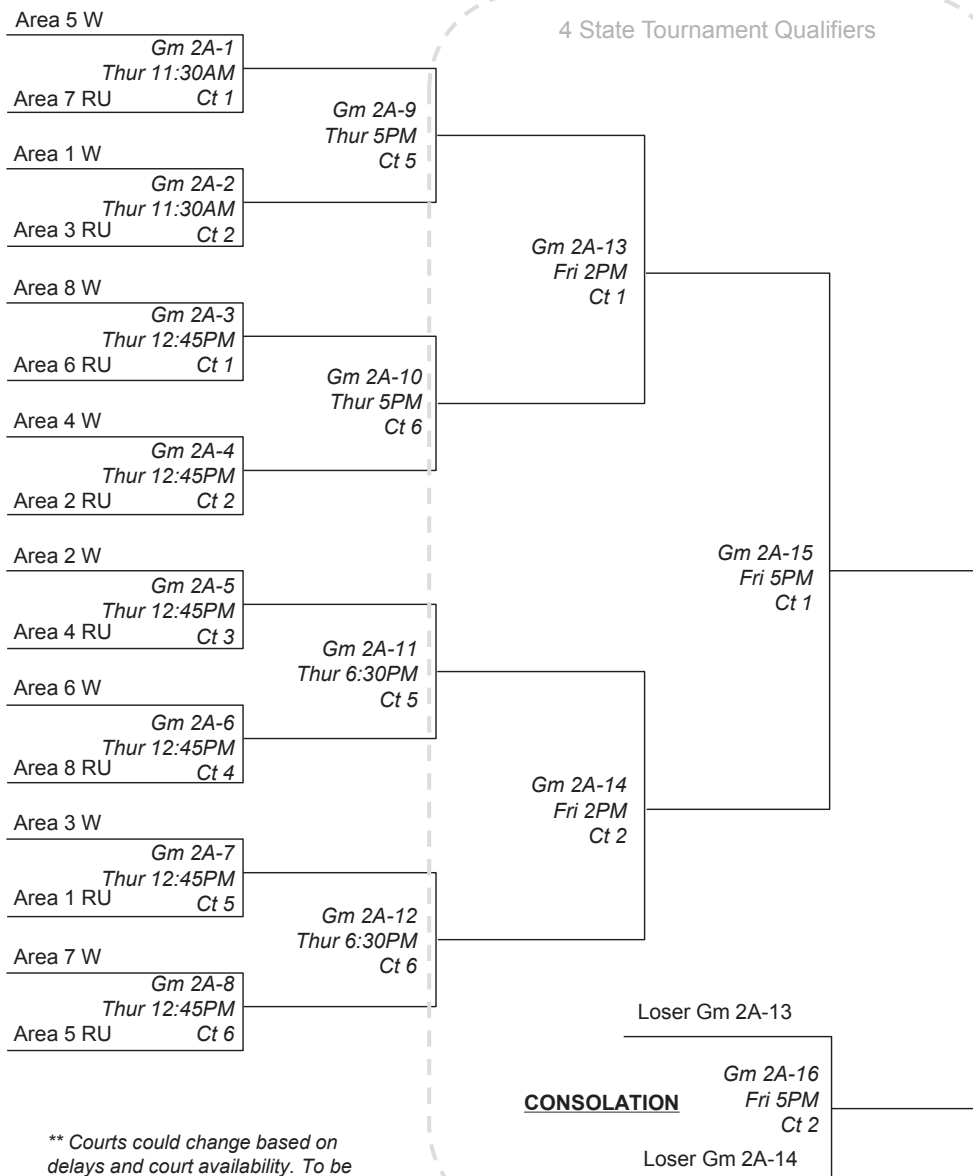 4 State Tournament Qualifiers
Area 5 W
Gm 2A-1
Thur 11:30AM
Area 7 RU
Ct 1
Gm 2A-9
Thur 5PM
Ct 5
Area 1 W
Gm 2A-2
Thur 11:30AM
Area 3 RU
Ct 2
Gm 2A-13
Fri 2PM
Ct 1
Area 8 W
Gm 2A-3
Thur 12:45PM
Area 6 RU
Ct 1
Gm 2A-10
Thur 5PM
Ct 6
Area 4 W
Gm 2A-4
Thur 12:45PM
Area 2 RU
Ct 2
Gm 2A-15
Fri 5PM
Ct 1
Area 2 W
Gm 2A-5
Thur 12:45PM
Area 4 RU
Ct 3
Gm 2A-11
Thur 6:30PM
Ct 5
Area 6 W
Gm 2A-6
Thur 12:45PM
Area 8 RU
Ct 4
Gm 2A-14
Fri 2PM
Ct 2
Area 3 W
Gm 2A-7
Thur 12:45PM
Area 1 RU
Ct 5
Gm 2A-12
Thur 6:30PM
Ct 6
Area 7 W
Gm 2A-8
Thur 12:45PM
Area 5 RU
Ct 6
Loser Gm 2A-13
Gm 2A-16
CONSOLATION
Fri 5PM
Ct 2
Loser Gm 2A-14
** Courts could change based on
delays and court availability. To be